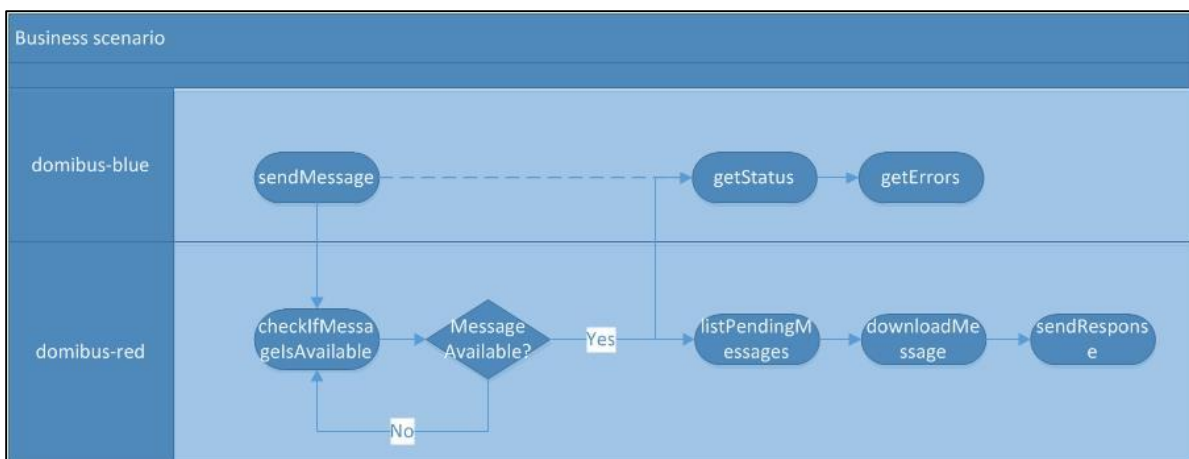 Business scenario
domibus-blue
sendMessage
getStatus
getErrors
domibus-red
checkIfMessa
geIsAvailable
Message
Available?
Yes
listPendingM
essages
downloadMe
ssage
sendRespons
e
No